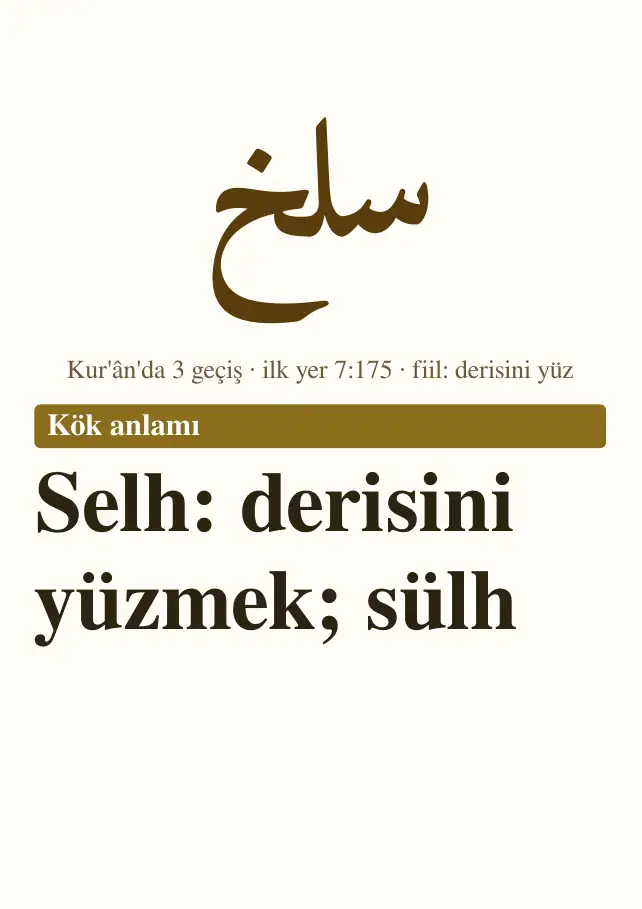 سلخ
Kur'ân'da 3 geçiş · ilk yer 7:175 · fiil: derisini yüz
Kök anlamı
Selh: derisini
yüzmek; sülh